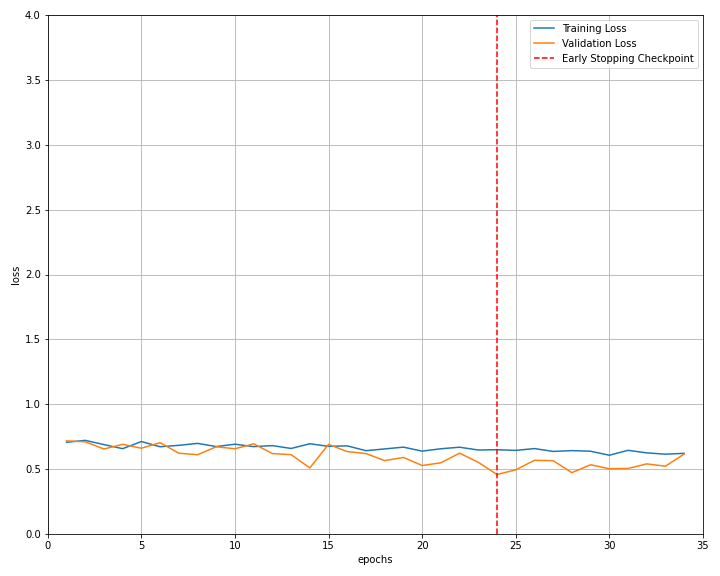 4.0
3.5
3.0
2.5
2.0
1.5
1.0
0.5
0.0
loss
0 5 10 15 20 25 30 35
epochs
Training Loss
Validation Loss
Early Stopping Checkpoint